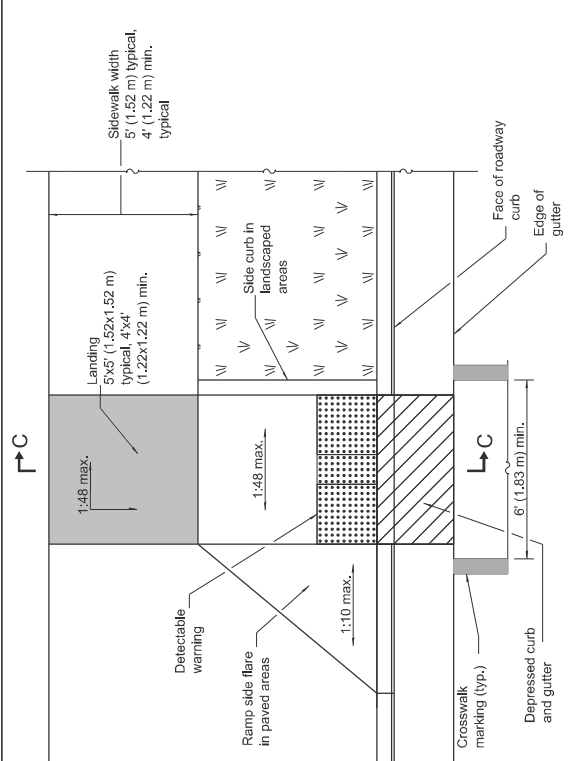 Sidewalk width
5' (1.52 m) typical,
4' (1.22 m) min.
typical
Landing
5'x5' (1.52x1.52 m)
typical, 4'x4'
(1.22x1.22 m) min.
C
1:48 max.
Side curb in
landscaped
areas
1:48 max.
Detectable
warning
Ramp side flare
in paved areas
1:10 max.
Face of roadway
curb
Edge of
gutter
C
6' (1.83 m) min.
Crosswalk
marking (typ.)
Depressed curb
and gutter